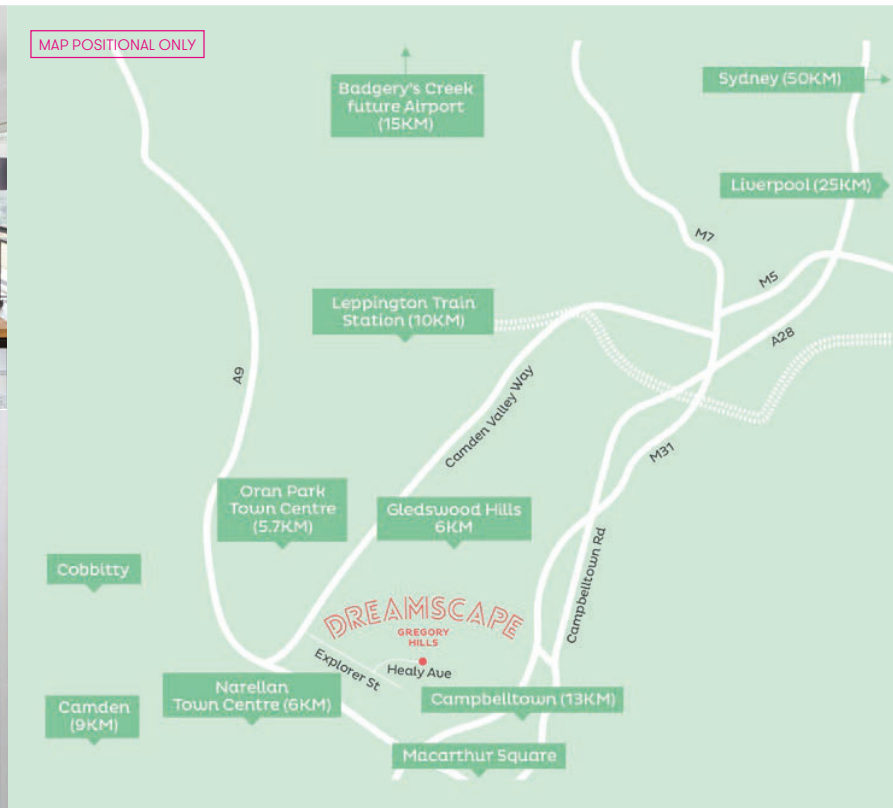 MAP POSITIONAL ONLY
Badgery's Creek
future Airport
(15KM)
Sydney (50KM)
Liverpool (25KM)
M7
M5
Leppington Train
Station (10KM)
A28
A9
Camden Valley Way
M31
Oran Park
Town Centre
(5.7KM)
Gledswood Hills
6KM
Campbelltown Rd
Cobbitty
DREAMSCAPE
GREGORY
HILLS
Explorer St
Healy Ave
Narellan
Town Centre (6KM)
Campbelltown (13KM)
Camden
(9KM)
Macarthur Square